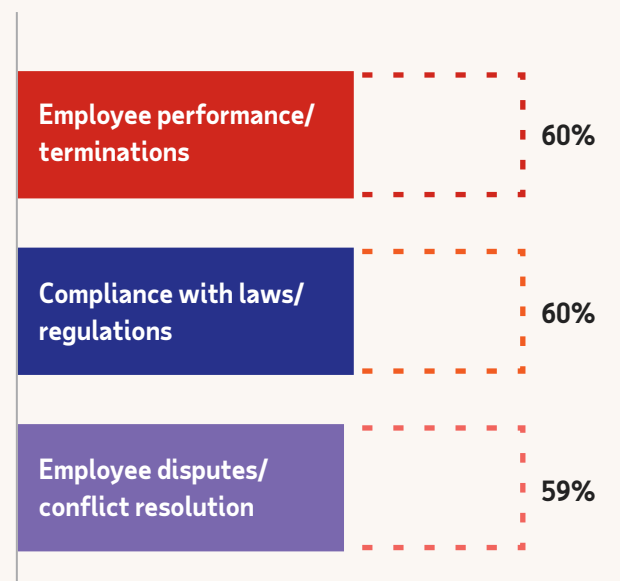 Employee performance/
terminations
60%
Compliance with laws/
regulations
60%
Employee disputes/
conflict resolution
59%